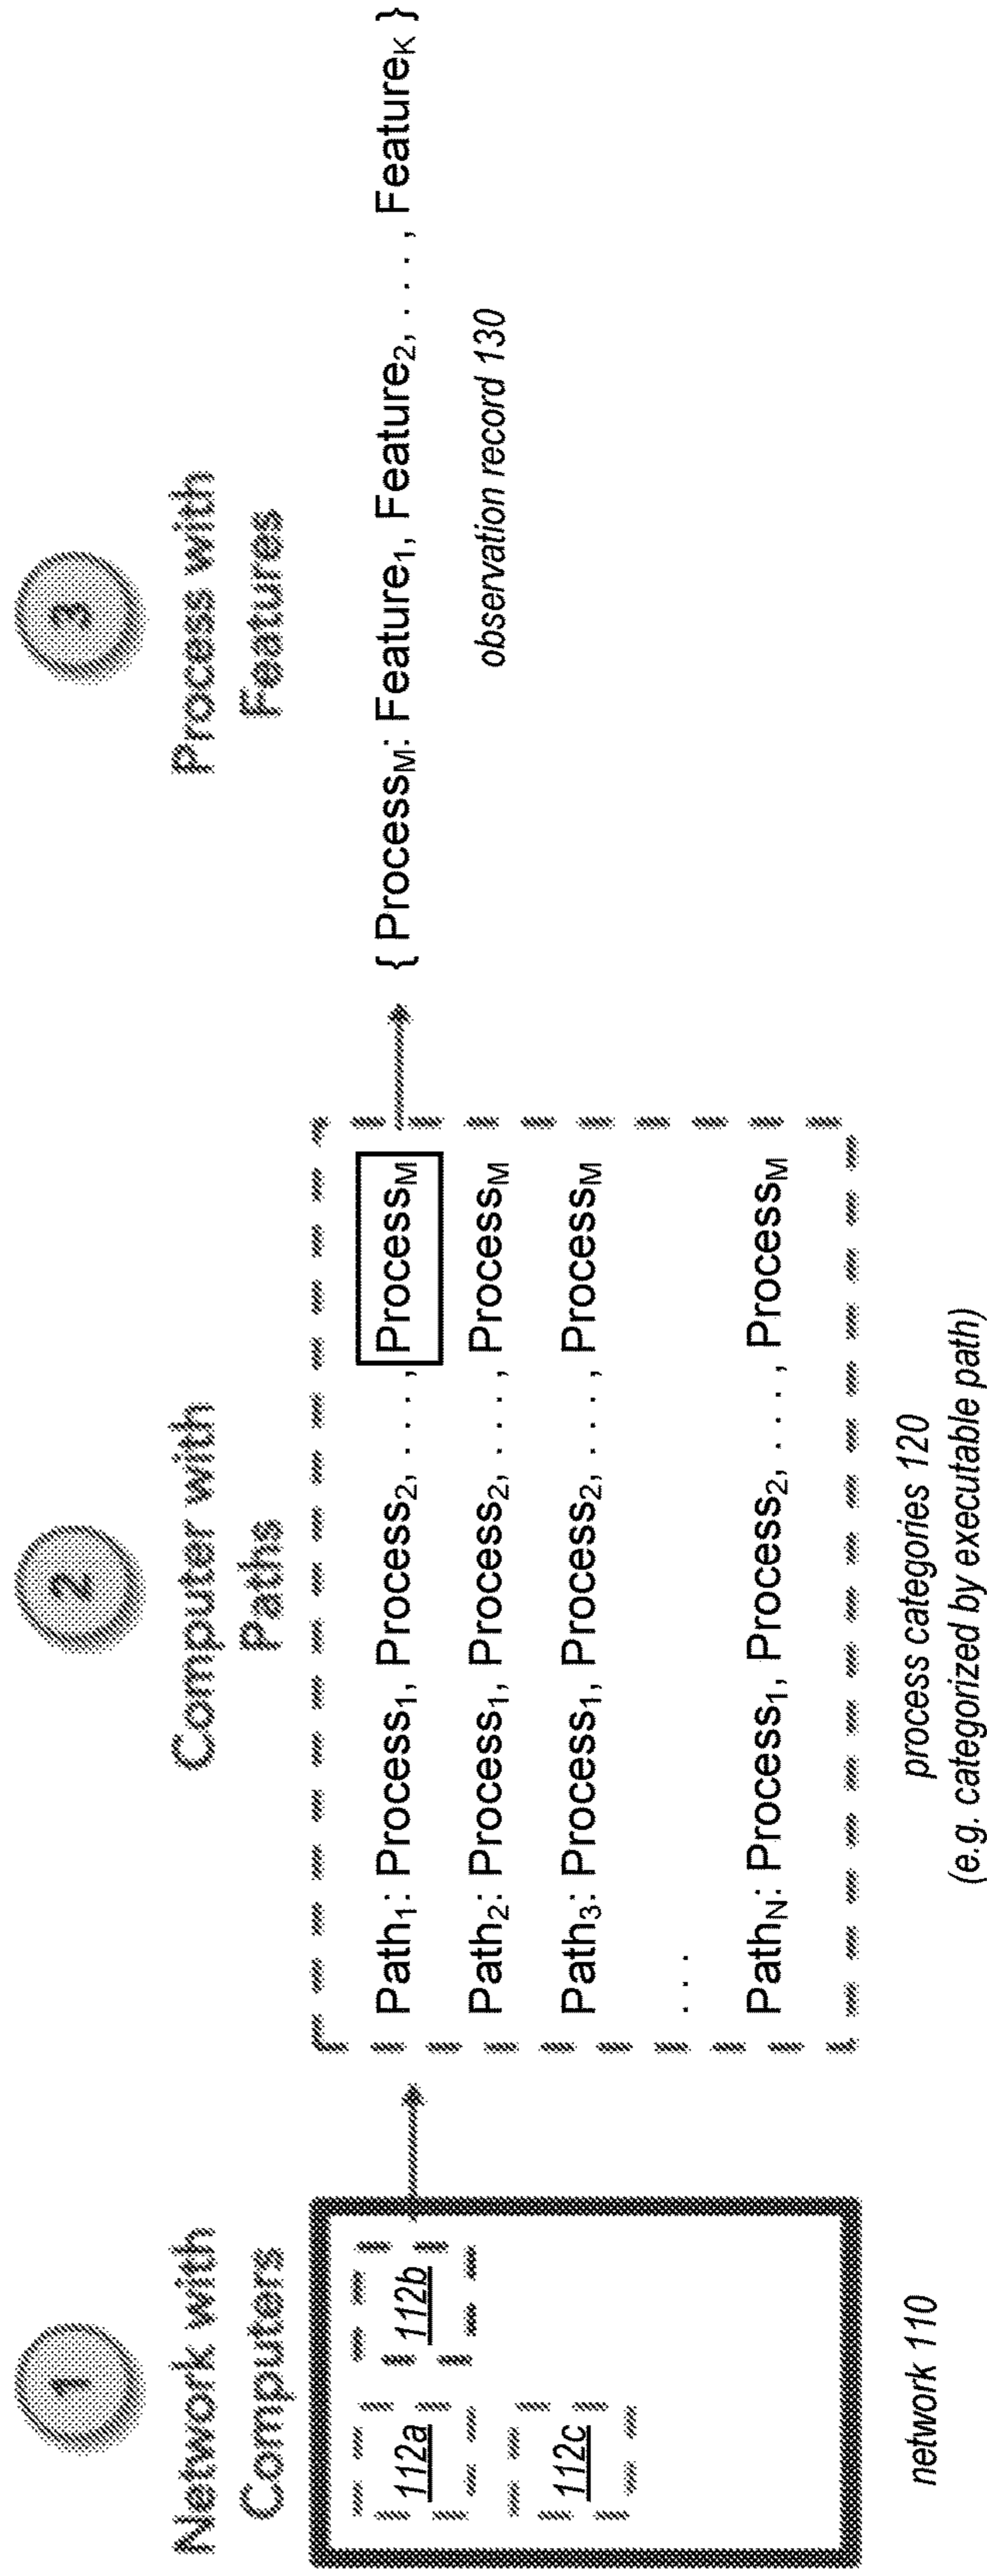 1
Network with
Computers
112a
112b
112c
network 110
2
Computer with
Paths
Path₁: Process₁, Process₂, . . . , Processₘ
Path₂: Process₁, Process₂, . . . , Processₘ
Path₃: Process₁, Process₂, . . . , Processₘ
. . .
Path_N: Process₁, Process₂, . . . , Processₘ
process categories 120
(e.g. categorized by executable path)
3
Process with
Features
{ Processₘ: Feature₁, Feature₂, . . . , Feature_K }
observation record 130